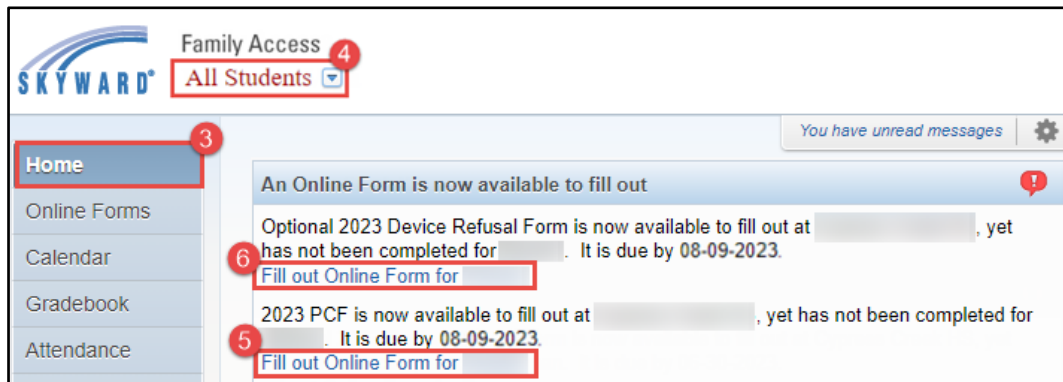 Family Access
4
SKYWARD®
All Students
3
You have unread messages
Home
An Online Form is now available to fill out
Online Forms
Optional 2023 Device Refusal Form is now available to fill out at , yet
has not been completed for . It is due by 08-09-2023.
Calendar
6
Fill out Online Form for
Gradebook
2023 PCF is now available to fill out at , yet has not been completed for
5
. It is due by 08-09-2023.
Attendance
Fill out Online Form for